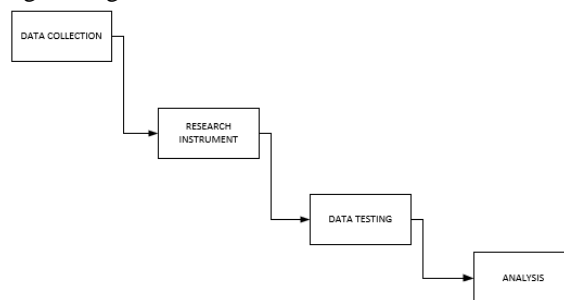 DATA COLLECTION
RESEARCH
INSTRUMENT
DATA TESTING
ANALYSIS